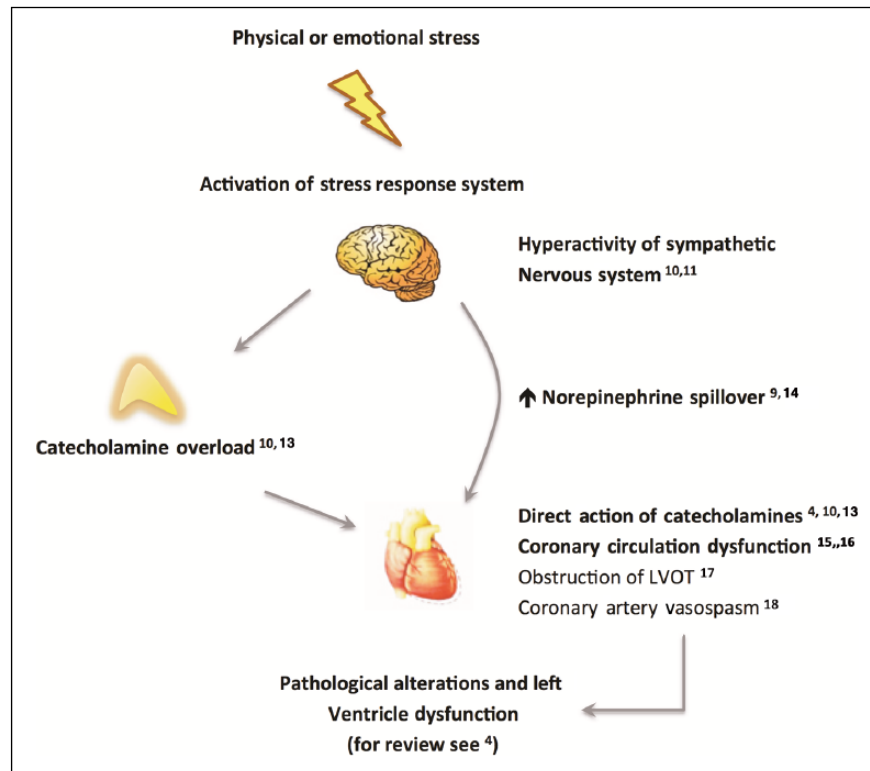 Physical or emotional stress
Activation of stress response system
Hyperactivity of sympathetic
Nervous system 10,11
↑ Norepinephrine spillover 9,14
Catecholamine overload 10,13
Direct action of catecholamines 4, 10,13
Coronary circulation dysfunction 15,,16
Obstruction of LVOT 17
Coronary artery vasospasm 18
Pathological alterations and left
Ventricle dysfunction
(for review see 4)